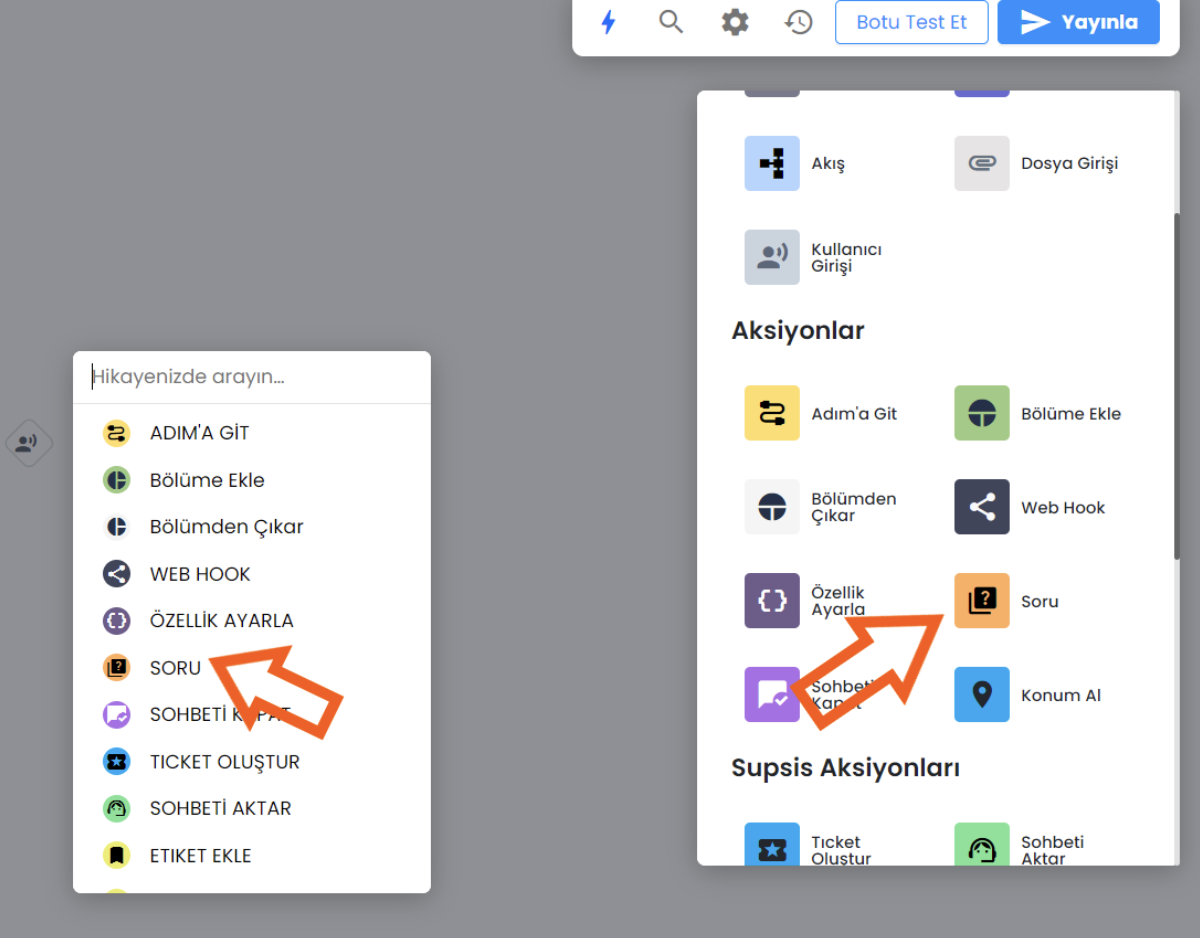 Botu Test Et
Yayınla
Akış
Dosya Girişi
Kullanıcı
Girişi
Aksiyonlar
Adım'a Git
Bölüme Ekle
Bölümden
Çıkar
Web Hook
Özellik
Ayarla
Soru
Sohbeti
Kapat
Konum Al
Supsis Aksiyonları
Tıcket
Oluştur
Sohbeti
Aktar
Hikayenizde arayın...
ADIM'A GİT
Bölüme Ekle
Bölümden Çıkar
WEB HOOK
ÖZELLİK AYARLA
SORU
SOHBETİ KAPAT
TICKET OLUŞTUR
SOHBETİ AKTAR
ETIKET EKLE